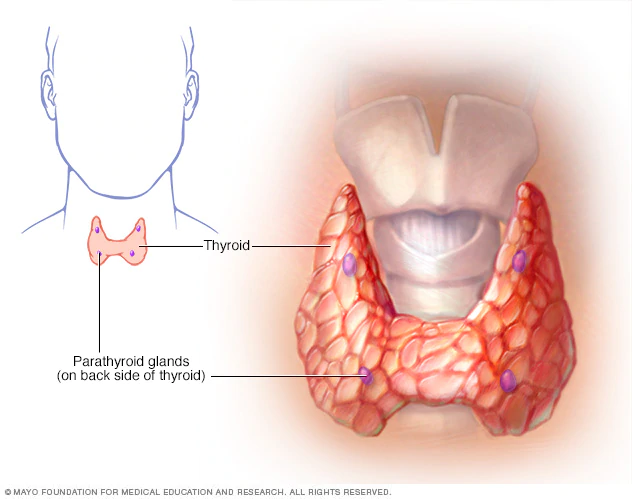 Thyroid
Parathyroid glands
(on back side of thyroid)
© MAYO FOUNDATION FOR MEDICAL EDUCATION AND RESEARCH. ALL RIGHTS RESERVED.